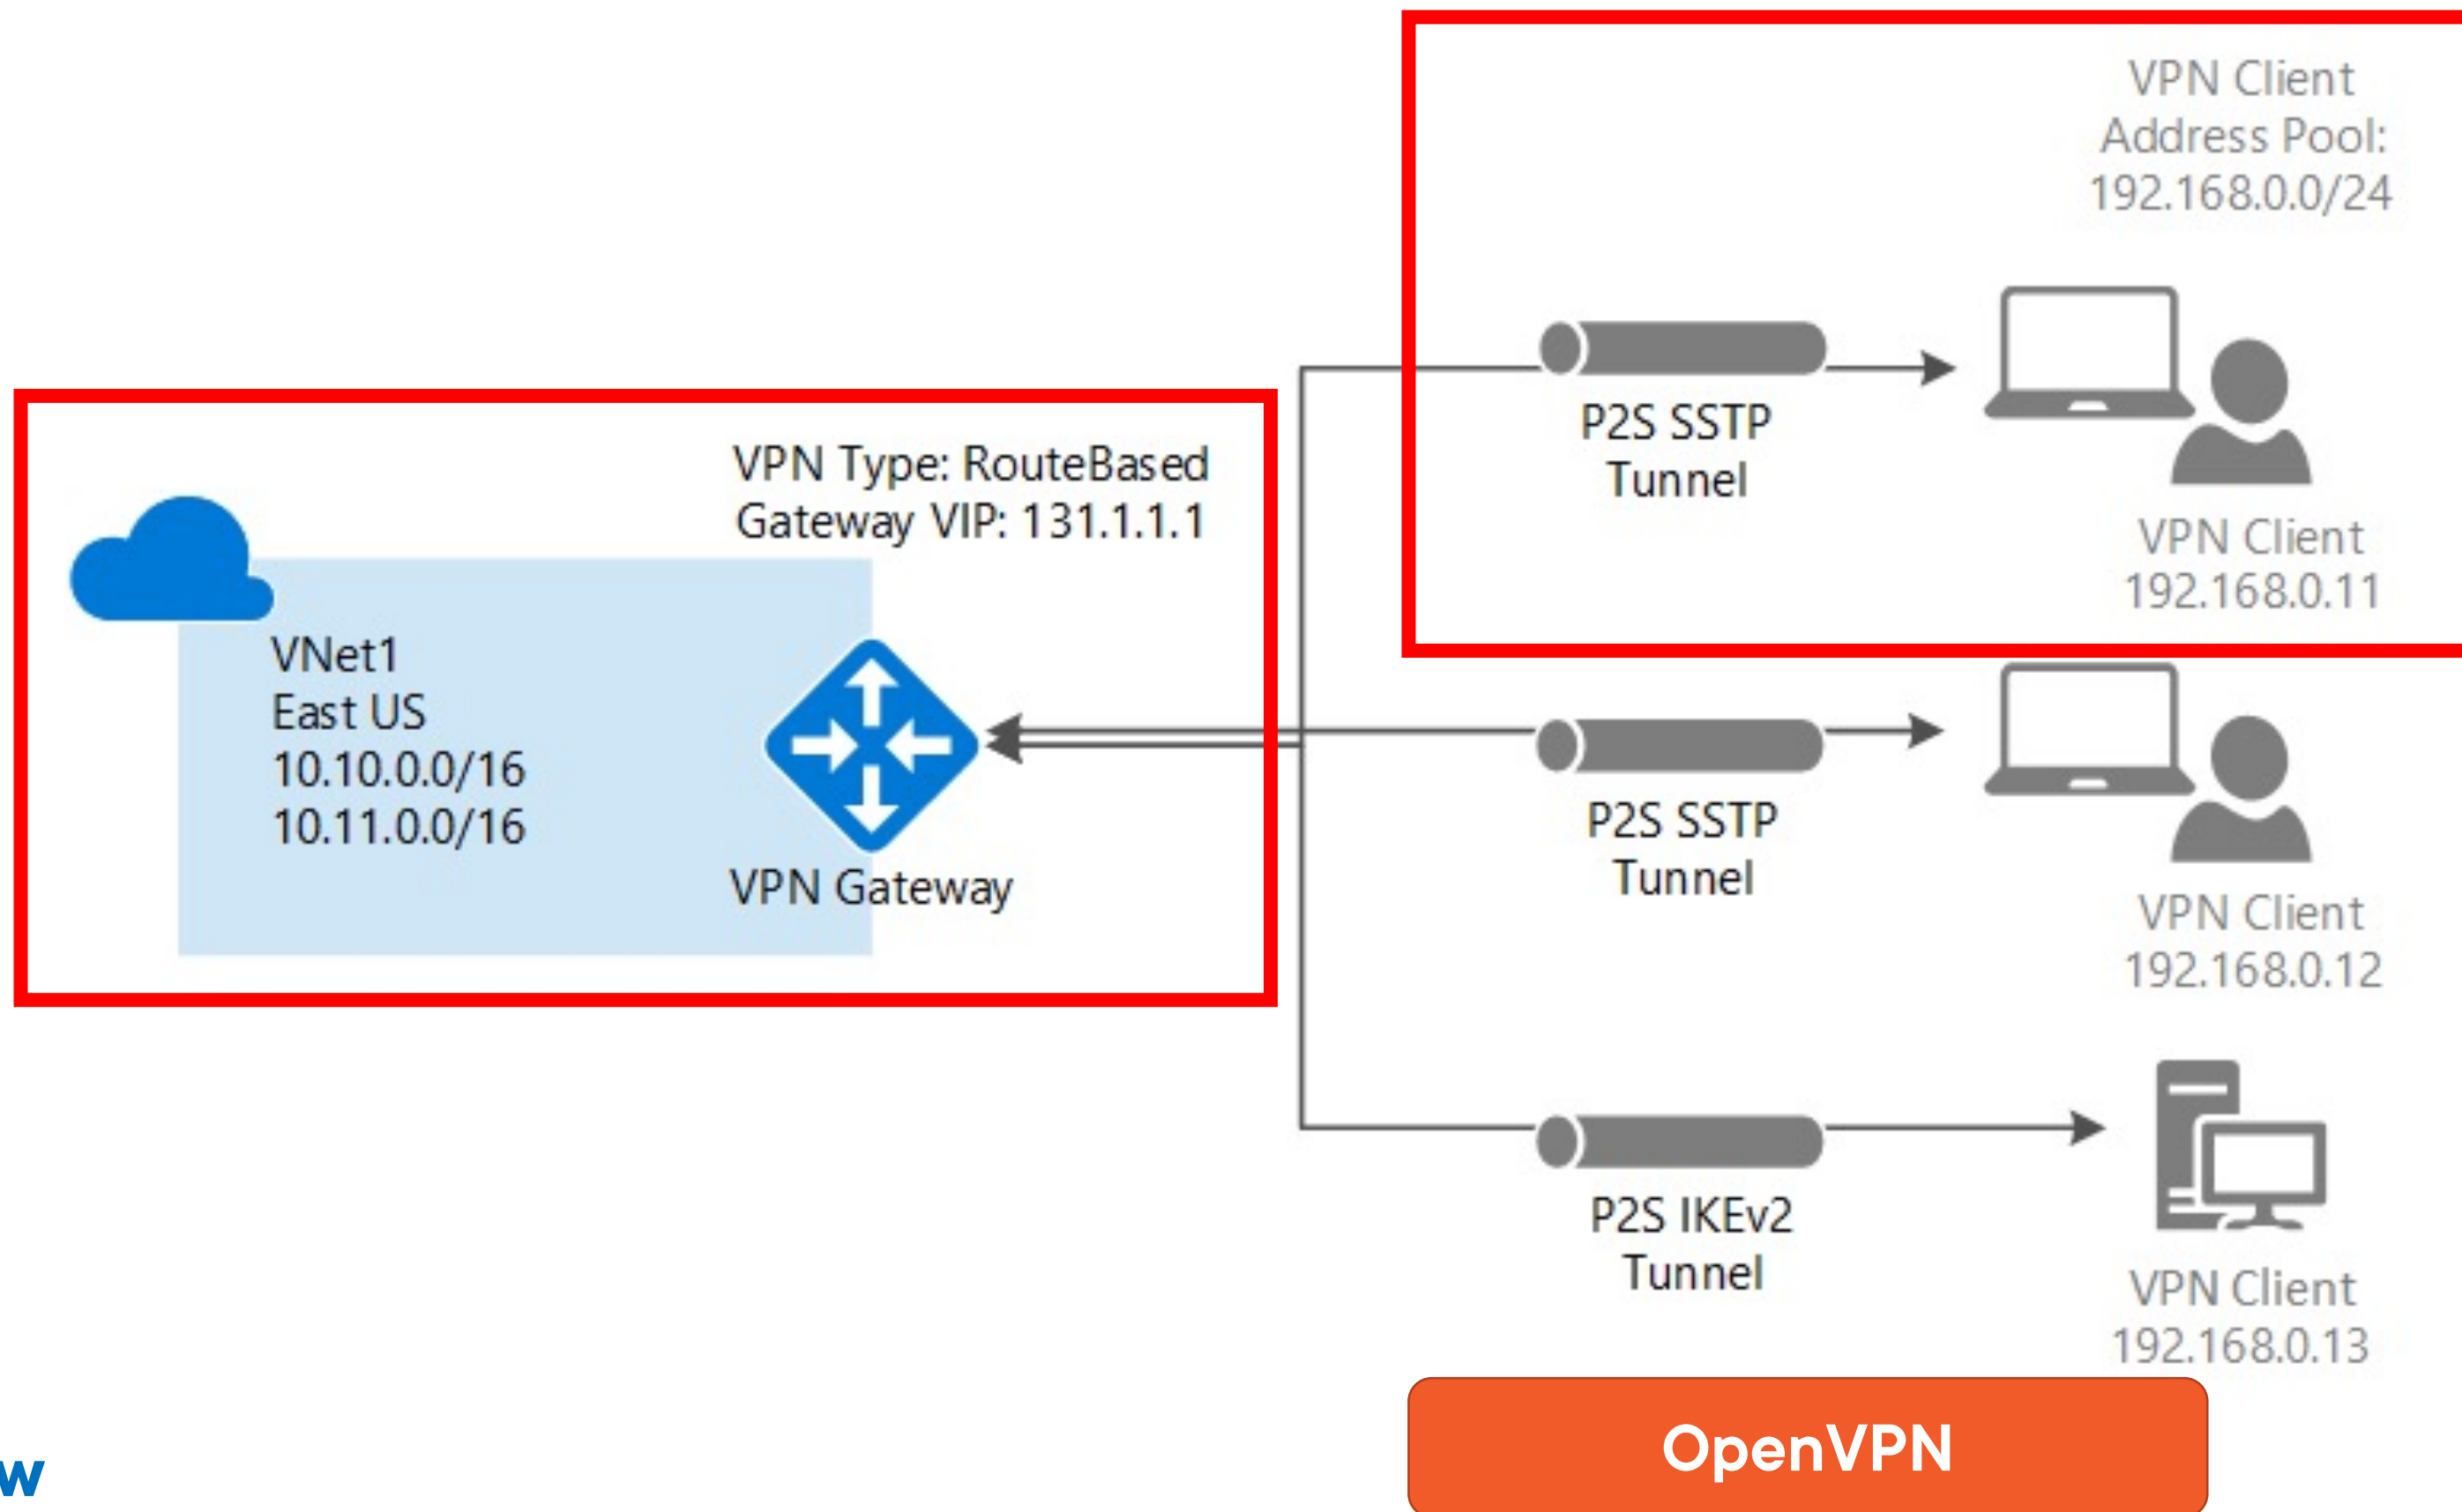 VPN Client
Address Pool:
192.168.0.0/24
P2S SSTP
Tunnel
VPN Client
192.168.0.11
VPN Type: RouteBased
Gateway VIP: 131.1.1.1
VNet1
East US
10.10.0.0/16
10.11.0.0/16
VPN Gateway
P2S SSTP
Tunnel
VPN Client
192.168.0.12
P2S IKEv2
Tunnel
VPN Client
192.168.0.13
OpenVPN
w